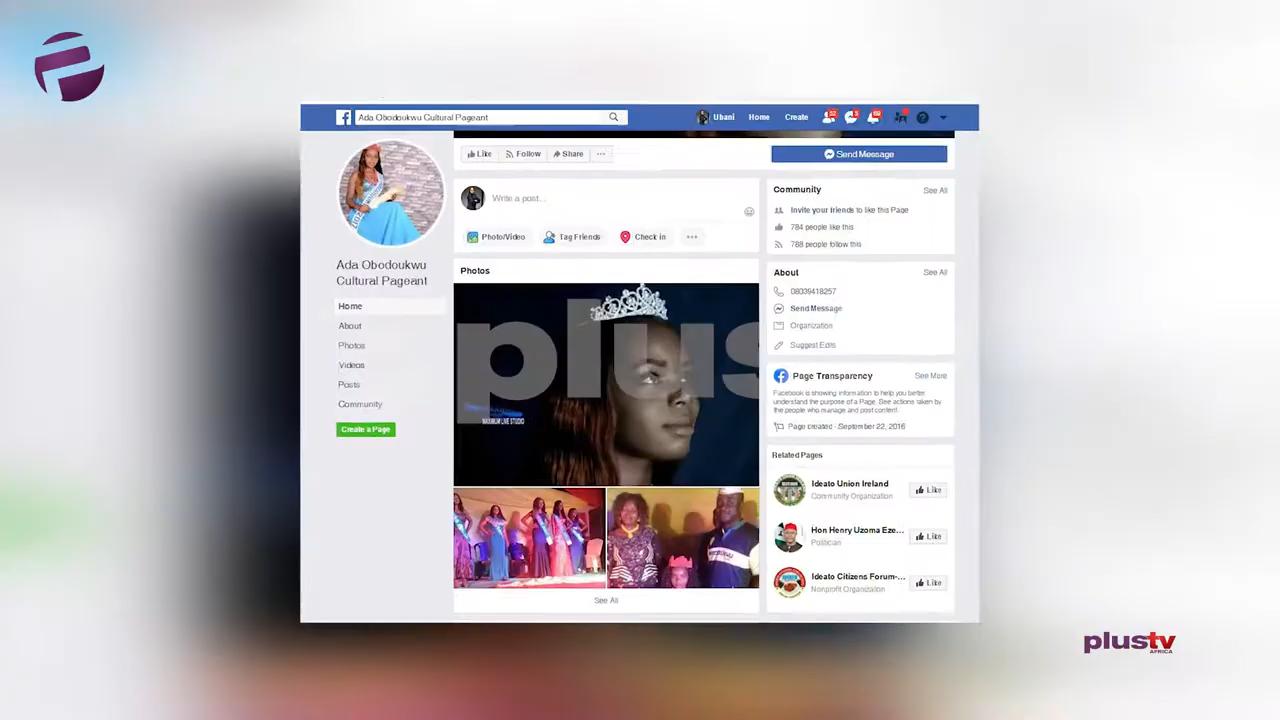 Ada Obodoukwu Cultural Pageant
Ubani Home Create
Like Follow Share ...
Send Message
Write a post...
Photo/Video Tag Friends Check in ...
Ada Obodoukwu
Cultural Pageant
Home
About
Photos
Videos
Posts
Community
Create a Page
Photos
plus
MAXIMUM LIVE STUDIO
See All
Community See All
Invite your friends to like this Page
784 people like this
788 people follow this
About See All
08039418257
Send Message
Organization
Suggest Edits
Page Transparency See More
Facebook is showing information to help you better
understand the purpose of a Page. See actions taken by
the people who manage and post content.
Page created - September 22, 2016
Related Pages
Ideato Union Ireland
Community Organization
Like
Hon Henry Uzoma Eze...
Politician
Like
Ideato Citizens Forum-...
Nonprofit Organization
Like
plustv
AFRICA